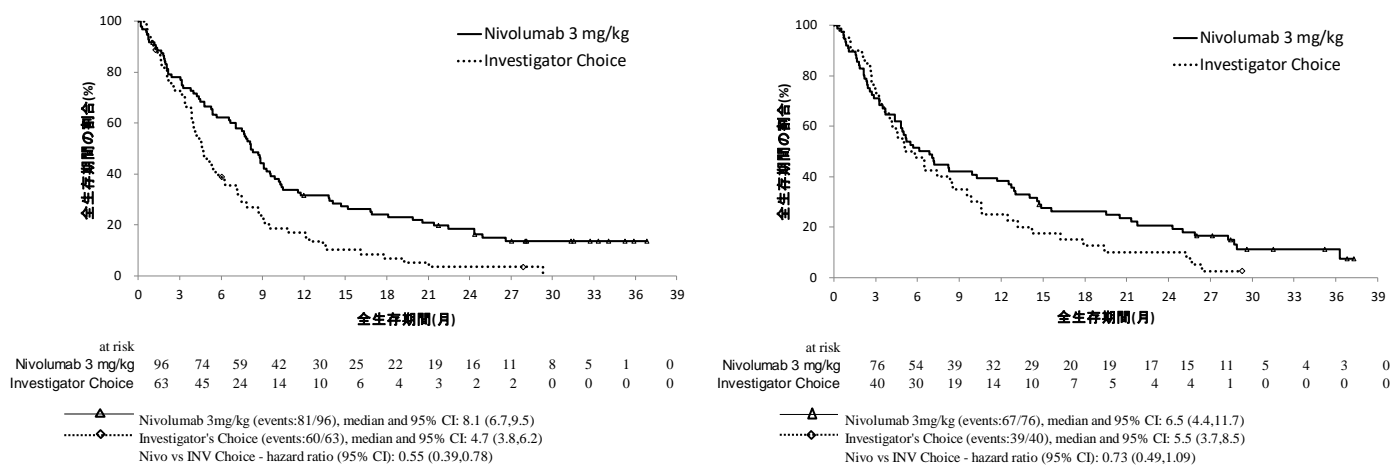 100
80
60
40
20
0
全生存期間の割合(%)
Nivolumab 3 mg/kg
Investigator Choice
0 3 6 9 12 15 18 21 24 27 30 33 36 39
全生存期間(月)
at risk
Nivolumab 3 mg/kg 96 74 59 42 30 25 22 19 16 11 8 5 1 0
Investigator Choice 63 45 24 14 10 6 4 3 2 2 0 0 0 0
Nivolumab 3mg/kg (events:81/96), median and 95% CI: 8.1 (6.7,9.5)
Investigator's Choice (events:60/63), median and 95% CI: 4.7 (3.8,6.2)
Nivo vs INV Choice - hazard ratio (95% CI): 0.55 (0.39,0.78)
100
80
60
40
20
0
全生存期間の割合(%)
Nivolumab 3 mg/kg
Investigator Choice
0 3 6 9 12 15 18 21 24 27 30 33 36 39
全生存期間(月)
at risk
Nivolumab 3 mg/kg 76 54 39 32 29 20 19 17 15 11 5 4 3 0
Investigator Choice 40 30 19 14 10 7 5 4 4 1 0 0 0 0
Nivolumab 3mg/kg (events:67/76), median and 95% CI: 6.5 (4.4,11.7)
Investigator's Choice (events:39/40), median and 95% CI: 5.5 (3.7,8.5)
Nivo vs INV Choice - hazard ratio (95% CI): 0.73 (0.49,1.09)